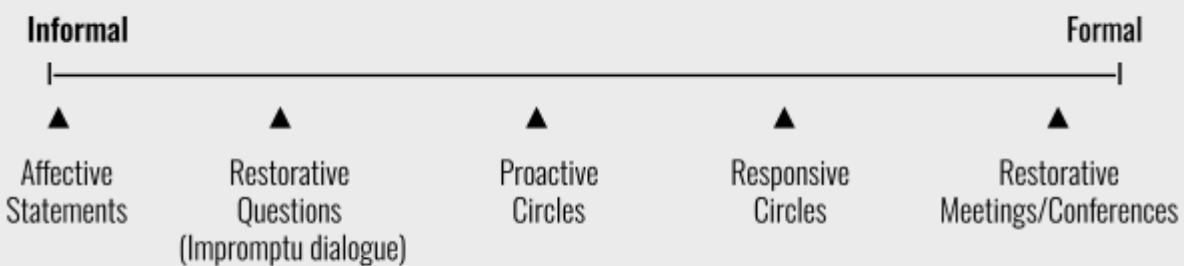 Informal
Formal
Affective
Statements
Restorative
Questions
(Impromptu dialogue)
Proactive
Circles
Responsive
Circles
Restorative
Meetings/Conferences